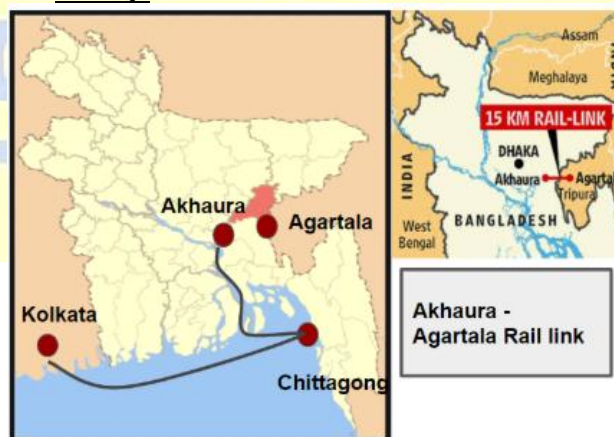 Akhaura
Agartala
Kolkata
Chittagong
Assam
Meghalaya
15 KM RAIL-LINK
DHAKA
Akhaura
Agartala
Tripura
INDIA
West
Bengal
BANGLADESH
Akhaura -
Agartala Rail link